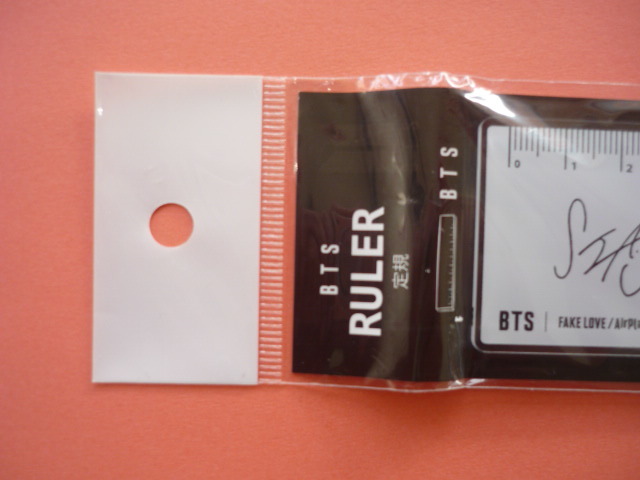 BTS
RULER
定規
BTS
0 1 2
BTS | FAKE LOVE /